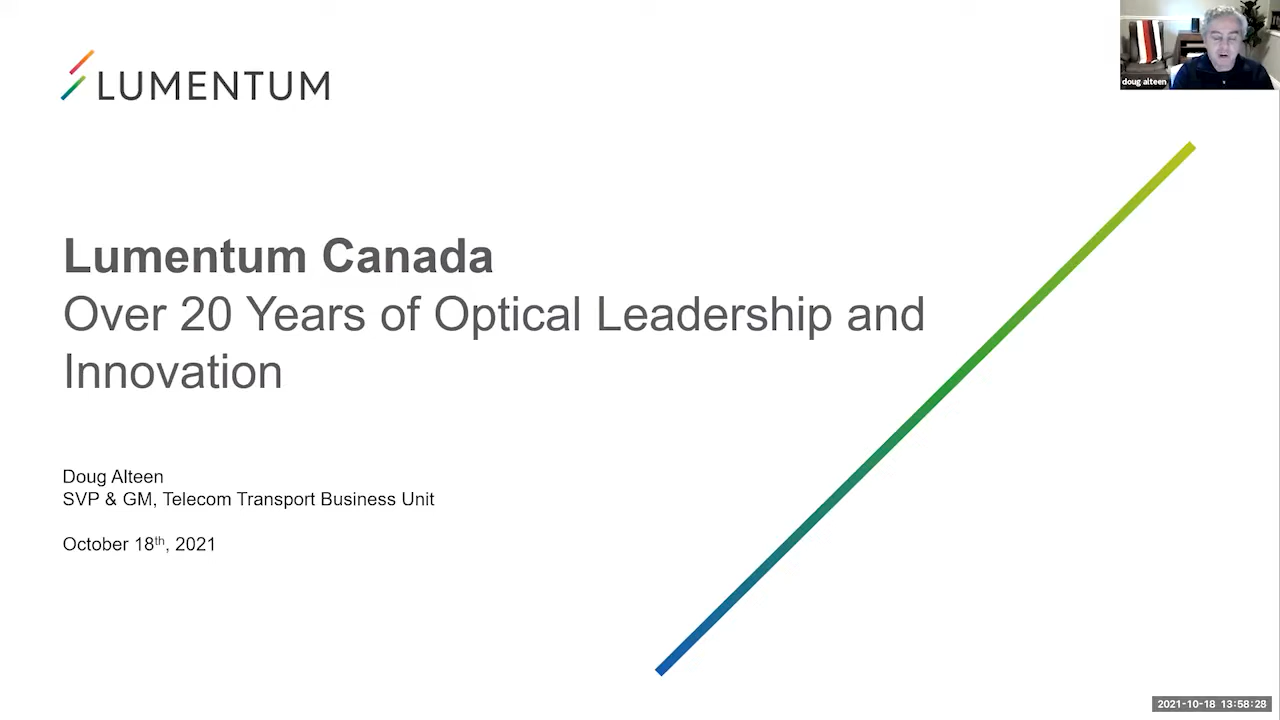 LUMENTUM
doug alteen
Lumentum Canada
Over 20 Years of Optical Leadership and
Innovation
Doug Alteen
SVP & GM, Telecom Transport Business Unit
October 18th, 2021
2021-10-18 13:58:28